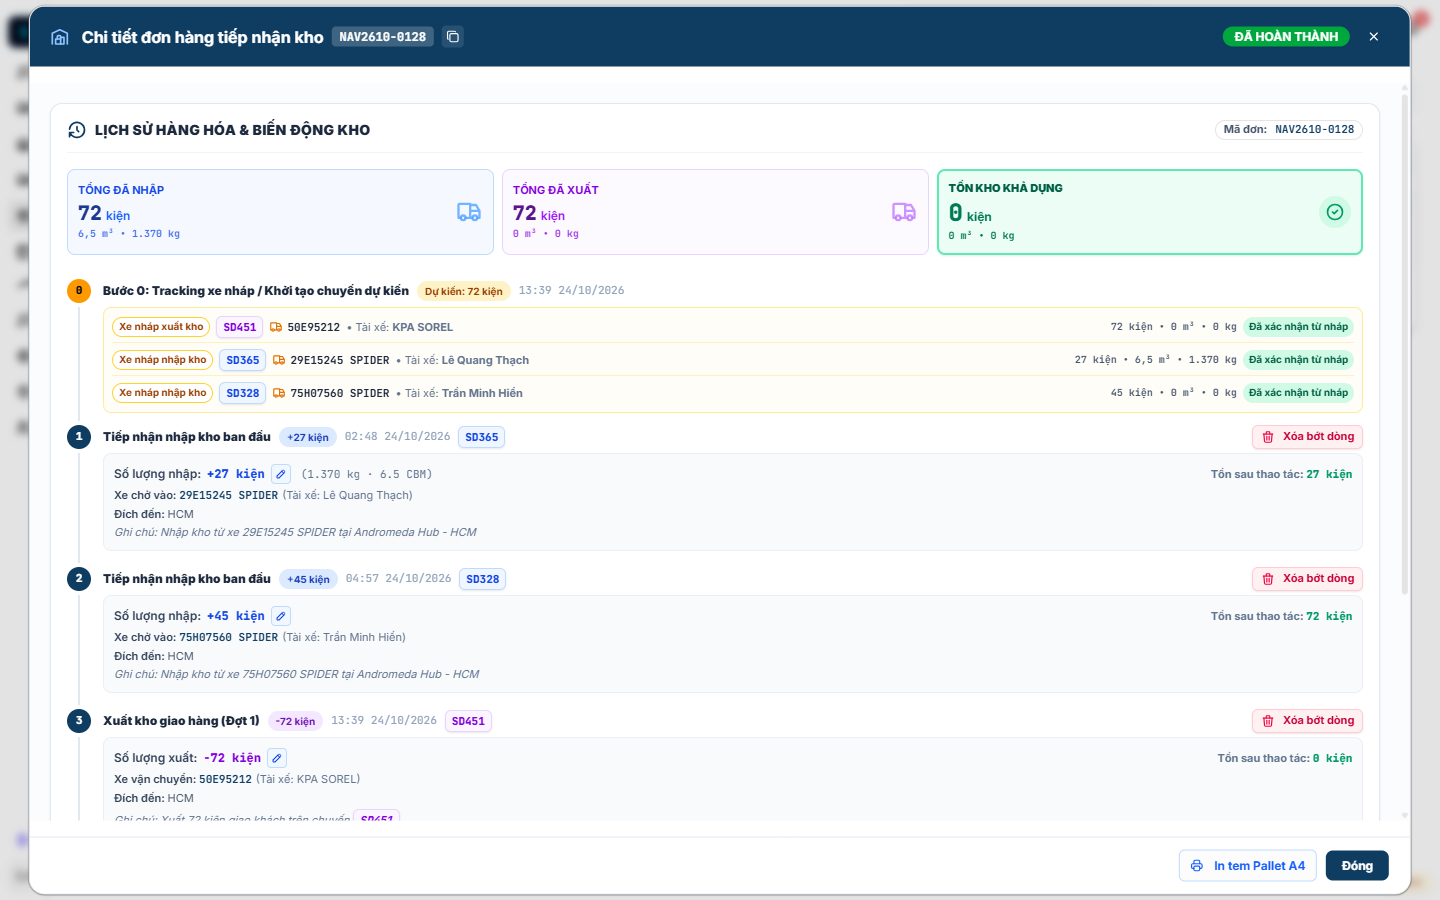 Chi tiết đơn hàng tiếp nhận kho NAV2610-0128 ĐÃ HOÀN THÀNH
LỊCH SỬ HÀNG HÓA & BIẾN ĐỘNG KHO Mã đơn: NAV2610-0128
TỔNG ĐÃ NHẬP
72 kiện
6,5 m³ • 1.370 kg
TỔNG ĐÃ XUẤT
72 kiện
0 m³ • 0 kg
TỒN KHO KHẢ DỤNG
0 kiện
0 m³ • 0 kg
0 Bước 0: Tracking xe nháp / Khởi tạo chuyến dự kiến Dự kiến: 72 kiện 13:39 24/10/2026
Xe nháp xuất kho SD451 50E95212 • Tài xế: KPA SOREL 72 kiện • 0 m³ • 0 kg Đã xác nhận từ nháp
Xe nháp nhập kho SD365 29E15245 SPIDER • Tài xế: Lê Quang Thạch 27 kiện • 6,5 m³ • 1.370 kg Đã xác nhận từ nháp
Xe nháp nhập kho SD328 75H07560 SPIDER • Tài xế: Trần Minh Hiền 45 kiện • 0 m³ • 0 kg Đã xác nhận từ nháp
1 Tiếp nhận nhập kho ban đầu +27 kiện 02:48 24/10/2026 SD365 Xóa bớt dòng
Số lượng nhập: +27 kiện (1.370 kg · 6.5 CBM) Tồn sau thao tác: 27 kiện
Xe chở vào: 29E15245 SPIDER (Tài xế: Lê Quang Thạch)
Đích đến: HCM
Ghi chú: Nhập kho từ xe 29E15245 SPIDER tại Andromeda Hub - HCM
2 Tiếp nhận nhập kho ban đầu +45 kiện 04:57 24/10/2026 SD328 Xóa bớt dòng
Số lượng nhập: +45 kiện Tồn sau thao tác: 72 kiện
Xe chở vào: 75H07560 SPIDER (Tài xế: Trần Minh Hiền)
Đích đến: HCM
Ghi chú: Nhập kho từ xe 75H07560 SPIDER tại Andromeda Hub - HCM
3 Xuất kho giao hàng (Đợt 1) -72 kiện 13:39 24/10/2026 SD451 Xóa bớt dòng
Số lượng xuất: -72 kiện Tồn sau thao tác: 0 kiện
Xe vận chuyển: 50E95212 (Tài xế: KPA SOREL)
Đích đến: HCM
Ghi chú: Xuất 72 kiện giao khách trên chuyến SD451
In tem Pallet A4 Đóng